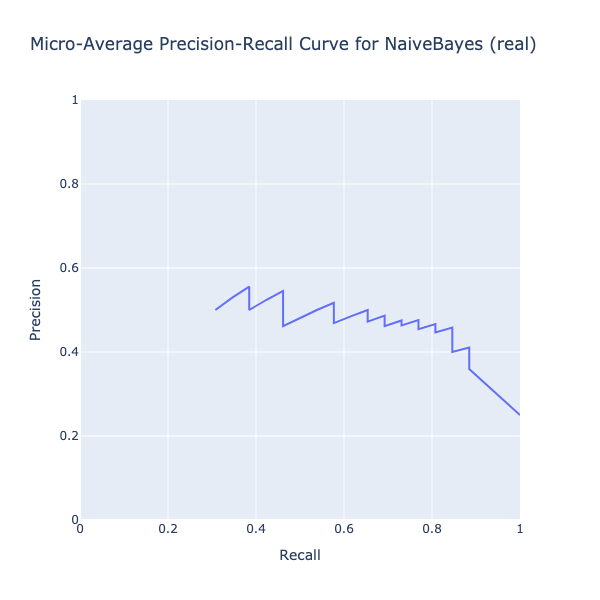 Micro-Average Precision-Recall Curve for NaiveBayes (real)
1
0.8
0.6
0.4
0.2
0
Precision
0 0.2 0.4 0.6 0.8 1
Recall